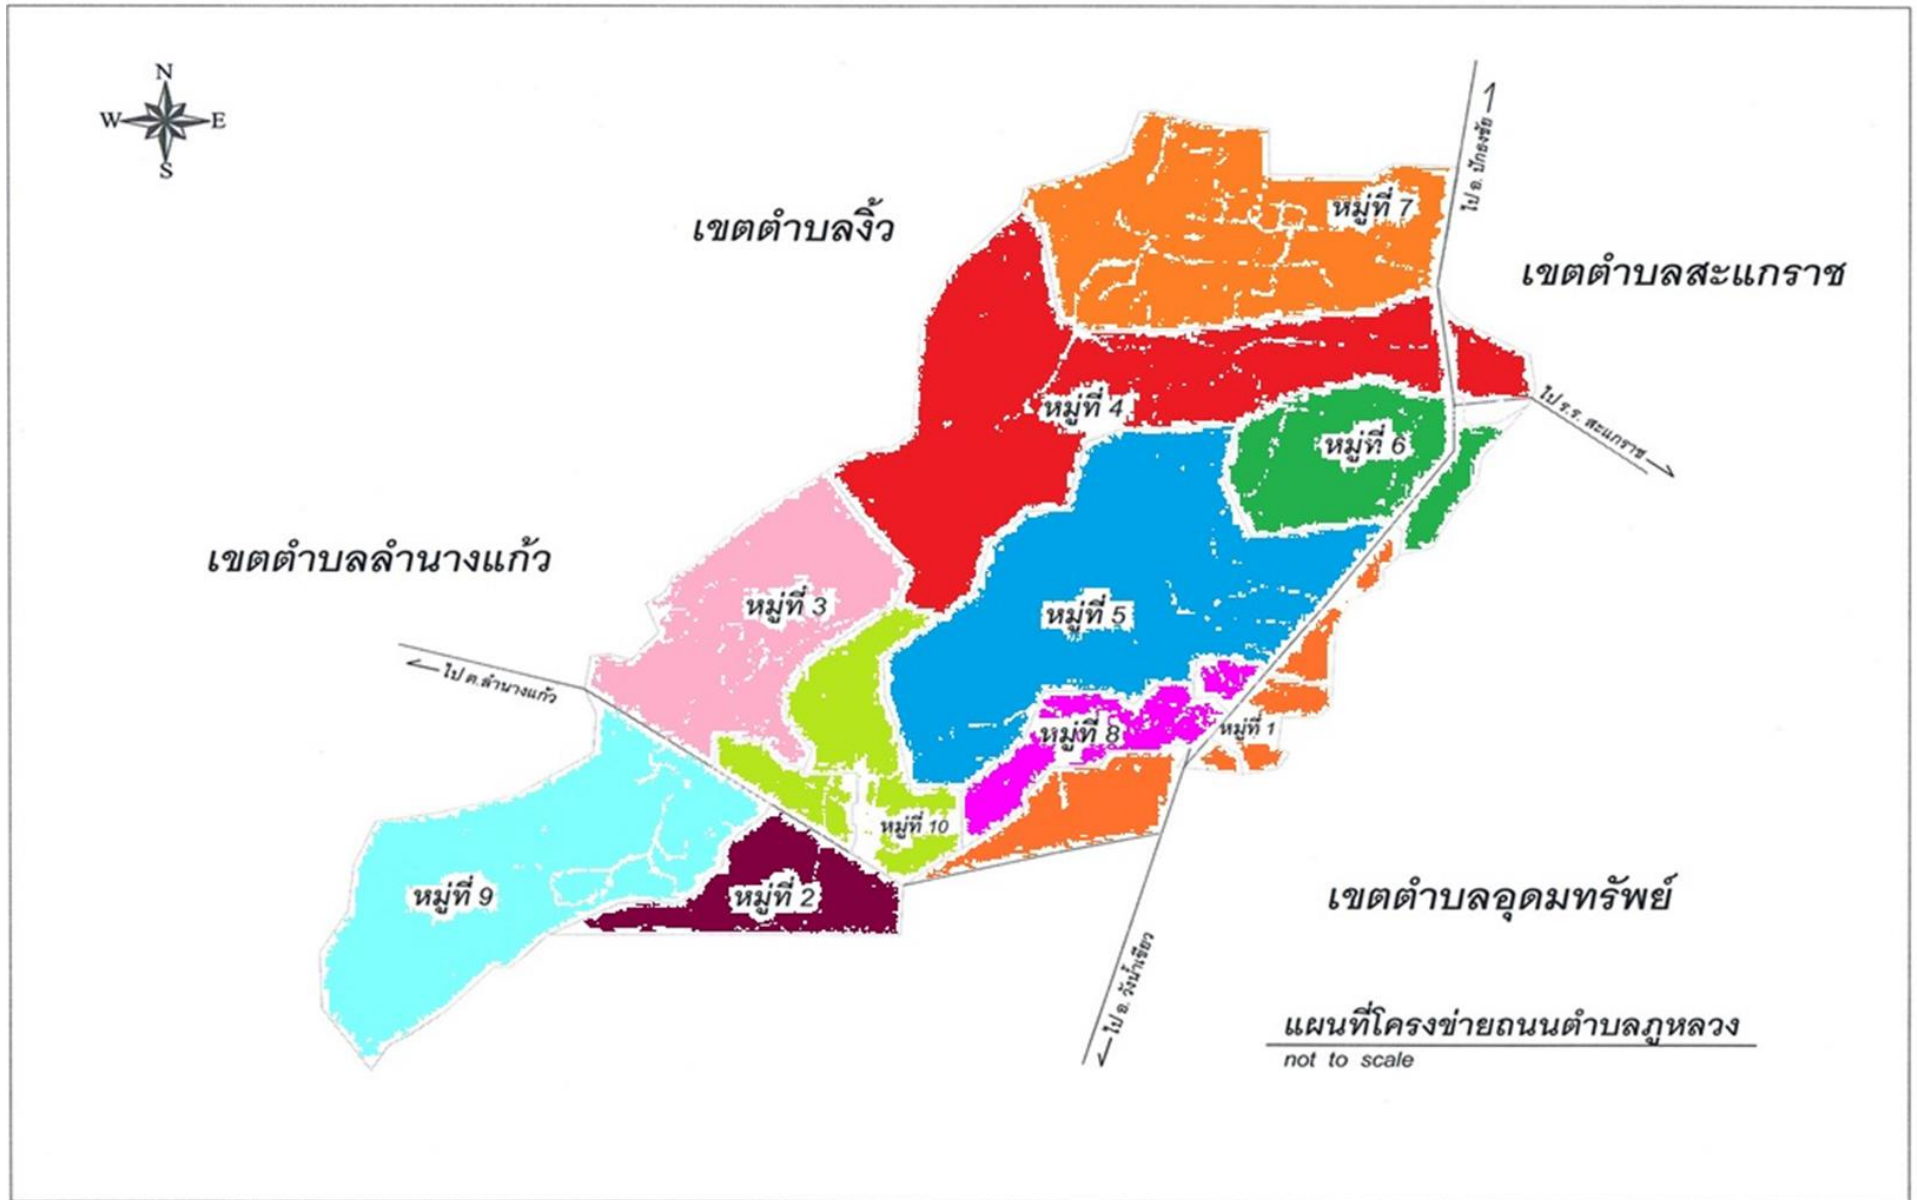 N
W E
S
ไป อ. ปักธงชัย
หมู่ที่ 7
เขตตำบลงิ้ว
เขตตำบลสะแกราช
หมู่ที่ 4
ไป ร.ร. สะแกราช
หมู่ที่ 6
เขตตำบลลำนางแก้ว
หมู่ที่ 3
หมู่ที่ 5
ไป ต.ลำนางแก้ว
หมู่ที่ 8
หมู่ที่ 1
หมู่ที่ 10
หมู่ที่ 9
หมู่ที่ 2
เขตตำบลอุดมทรัพย์
ไป อ. วังน้ำเขียว
แผนที่โครงข่ายถนนตำบลภูหลวง
not to scale